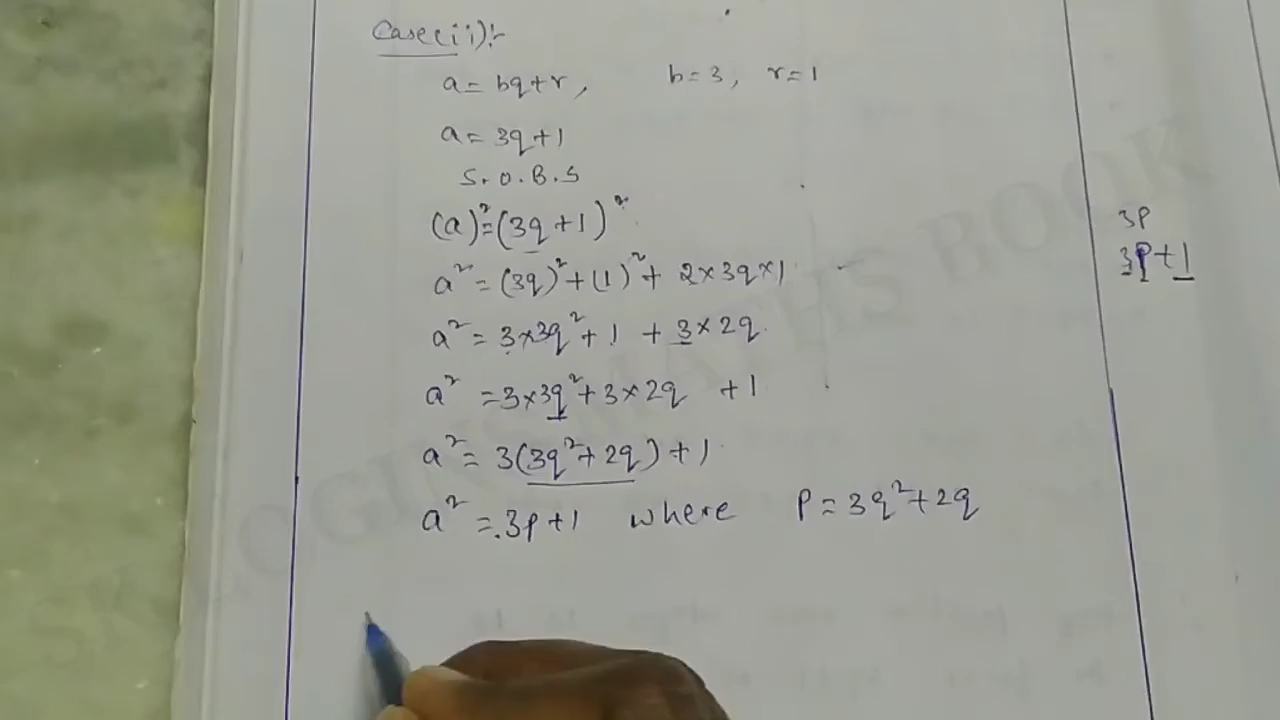 Case(ii):-
a = bq+r, b=3, r=1
a = 3q+1
S.O.B.S
(a)²=(3q+1)²
a² = (3q)²+(1)²+ 2×3q×1
a² = 3×3q²+ 1 + 3×2q
a² =3×3q²+3×2q +1
a² = 3(3q²+2q)+1
a² =.3p+1 where P=3q²+2q
3P
3P+1
MATHS BOOK